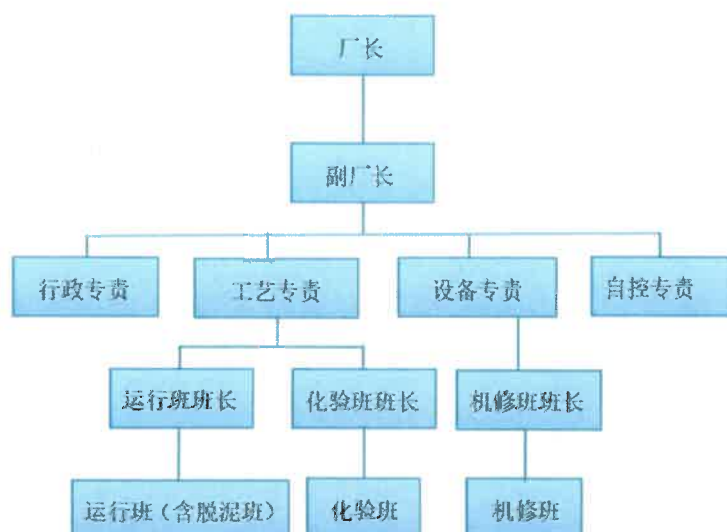 厂长
副厂长
行政专责
工艺专责
设备专责
自控专责
运行班班长
化验班班长
机修班班长
运行班（含脱泥班）
化验班
机修班